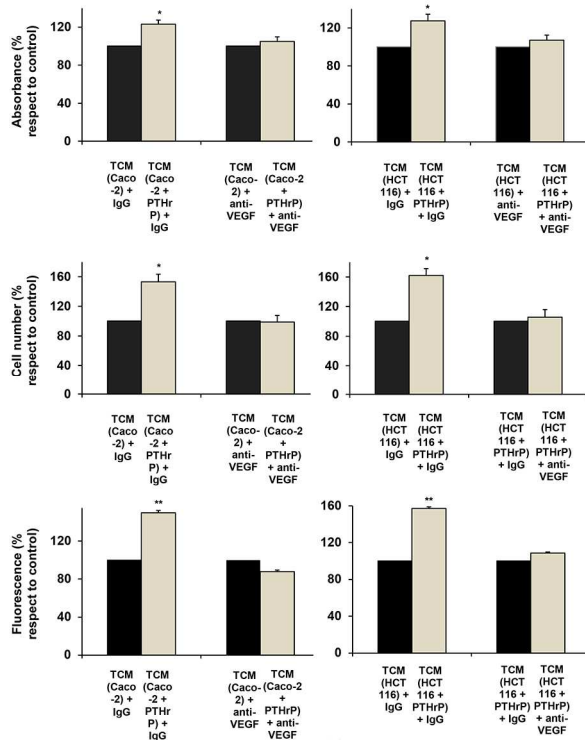 Absorbance (%
respect to control)
120
80
40
0
*
TCM
(Caco
-2) +
IgG
TCM
(Caco
-2 +
PTHr
P) +
IgG
TCM
(Caco-
2) +
anti-
VEGF
TCM
(Caco-2
+
PTHrP)
+ anti-
VEGF
120
80
40
0
*
TCM
(HCT
116) +
IgG
TCM
(HCT
116 +
PTHrP)
+ IgG
TCM
(HCT
116) +
anti-
VEGF
TCM
(HCT
116 +
PTHrP)
+ anti-
VEGF
Cell number (%
respect to control)
160
120
80
40
0
*
TCM
(Caco
-2) +
IgG
TCM
(Caco
-2 +
PTHr
P) +
IgG
TCM
(Caco-
2) +
anti-
VEGF
TCM
(Caco-2
+
PTHrP)
+ anti-
VEGF
160
120
80
40
0
*
TCM
(HCT
116) +
IgG
TCM
(HCT
116 +
PTHrP)
+ IgG
TCM
(HCT
116 +
PTHrP)
+ IgG
TCM
(HCT
116 +
PTHrP)
+ anti-
VEGF
Fluorescence (%
respect to control)
120
80
40
0
**
TCM
(Caco
-2) +
IgG
TCM
(Caco
-2 +
PTHr
P) +
IgG
TCM
(Caco-
2) +
anti-
VEGF
TCM
(Caco-2
+
PTHrP)
+ anti-
VEGF
160
120
80
40
0
**
TCM
(HCT
116) +
IgG
TCM
(HCT
116 +
PTHrP)
+ IgG
TCM
(HCT
116 +
PTHrP)
+ IgG
TCM
(HCT
116 +
PTHrP)
+ anti-
VEGF